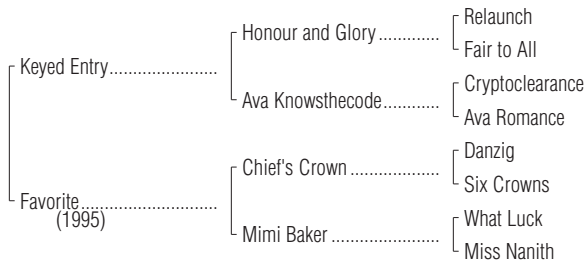 Relaunch
Honour and Glory.............
Fair to All
Keyed Entry.........................
Cryptoclearance
Ava Knowsthecode............
Ava Romance
Danzig
Chief's Crown ....................
Six Crowns
Favorite................................
(1995)
What Luck
Mimi Baker ........................
Miss Nanith